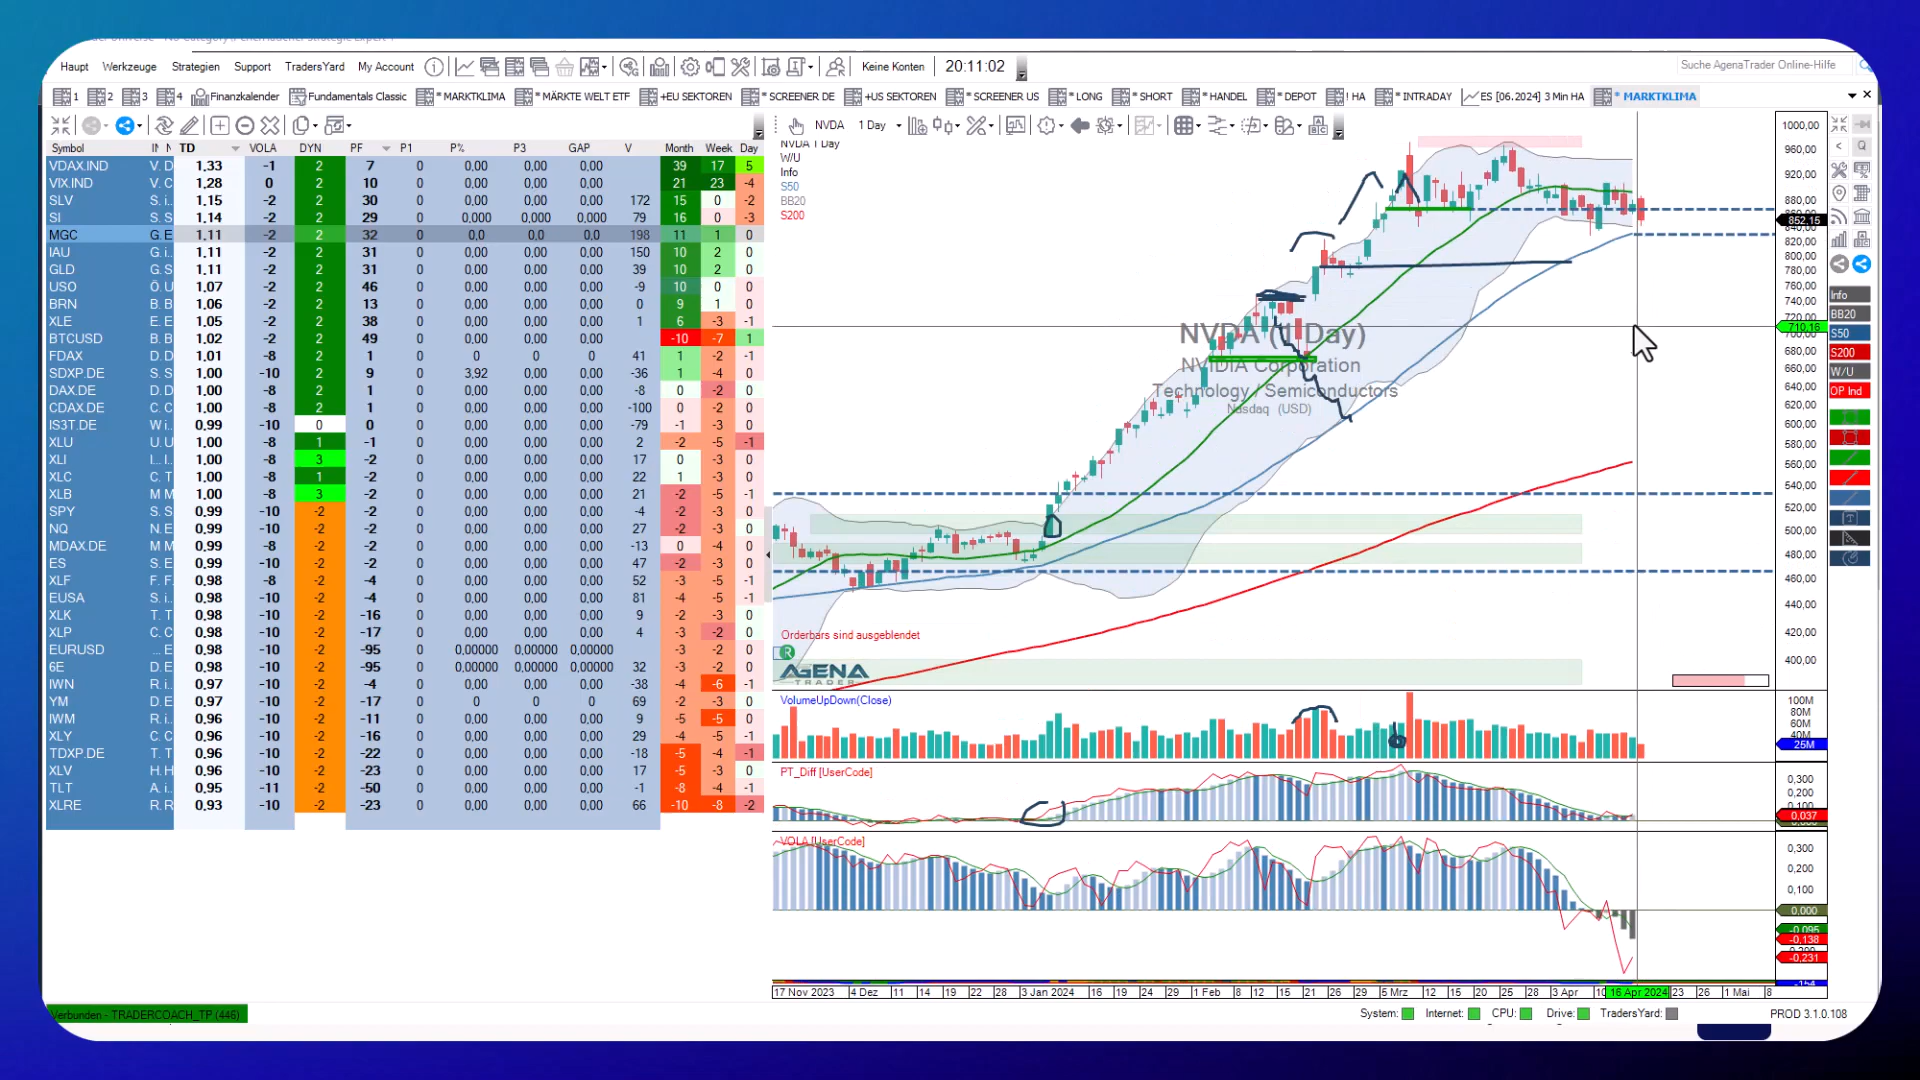 Haupt Werkzeuge Strategien Support TradersYard My Account Keine Konten 20:11:02 Suche AgenaTrader Online-Hilfe
1 2 3 4 Finanzkalender Fundamentals Classic * MARKTKLIMA * MÄRKTE WELT ETF +EU SEKTOREN * SCREENER DE +US SEKTOREN * SCREENER US * LONG * SHORT * HANDEL * DEPOT ! HA * INTRADAY ES [06.2024] 3 Min HA * MARKTKLIMA
NVDA 1 Day
Symbol TD VOLA DYN PF P1 P% P3 GAP V Month Week Day
VDAX.IND V. D 1,33 -1 2 7 0 0,00 0,00 0,00 39 17 5
VIX.IND V. C 1,28 0 2 10 0 0,00 0,00 0,00 21 23 -4
SLV S. i.. 1,15 -2 2 30 0 0,00 0,00 0,00 172 15 0 -2
SI S. S 1,14 -2 2 29 0 0,000 0,000 0,000 79 16 0 -3
MGC G. E 1,11 -2 2 32 0 0,0 0,0 0,0 198 11 1 0
IAU G. i.. 1,11 -2 2 31 0 0,00 0,00 0,00 150 10 2 0
GLD G. S 1,11 -2 2 31 0 0,00 0,00 0,00 39 10 2 0
USO Ö. U 1,07 -2 2 46 0 0,00 0,00 0,00 -9 10 0 0
BRN B. B 1,06 -2 2 13 0 0,00 0,00 0,00 0 9 1 0
XLE E. E 1,05 -2 2 38 0 0,00 0,00 0,00 1 6 -3 -1
BTCUSD B. B 1,02 -2 2 49 0 0,00 0,00 0,00 -10 -7 1
FDAX D. D 1,01 -8 2 1 0 0 0 0 41 1 -2 -1
SDXP.DE S. S 1,00 -10 2 9 0 3,92 0,00 0,00 -36 1 -4 0
DAX.DE D. D 1,00 -8 2 1 0 0,00 0,00 0,00 -8 0 -2 0
CDAX.DE C. C 1,00 -8 2 1 0 0,00 0,00 0,00 -100 0 -2 0
IS3T.DE W i.. 0,99 -10 0 0 0 0,00 0,00 0,00 -79 -1 -3 0
XLU U. U 1,00 -8 1 -1 0 0,00 0,00 0,00 2 -2 -5 -1
XLI I... I.. 1,00 -8 3 -2 0 0,00 0,00 0,00 17 0 -3 0
XLC C. T 1,00 -8 1 -2 0 0,00 0,00 0,00 22 1 -3 0
XLB M M 1,00 -8 3 -2 0 0,00 0,00 0,00 21 -2 -5 -1
SPY S. S 0,99 -10 -2 -2 0 0,00 0,00 0,00 -4 -2 -3 0
NQ N. E 0,99 -10 -2 -2 0 0,00 0,00 0,00 27 -2 -3 0
MDAX.DE M M 0,99 -8 -2 -2 0 0,00 0,00 0,00 -13 0 -4 0
ES S. E 0,99 -10 -2 -2 0 0,00 0,00 0,00 47 -2 -3 0
XLF F. F. 0,98 -8 -2 -4 0 0,00 0,00 0,00 52 -3 -5 -1
EUSA S. i.. 0,98 -10 -2 -4 0 0,00 0,00 0,00 81 -4 -5 -1
XLK T. T 0,98 -10 -2 -16 0 0,00 0,00 0,00 9 -2 -3 0
XLP C. C 0,98 -10 -2 -17 0 0,00 0,00 0,00 4 -3 -2 0
EURUSD ... E 0,98 -10 -2 -95 0 0,00000 0,00000 0,00000 -3 -2 0
6E D. E 0,98 -10 -2 -95 0 0,00000 0,00000 0,00000 32 -3 -2 0
IWN R. i.. 0,97 -10 -2 -4 0 0,00 0,00 0,00 -38 -4 -6 -1
YM D. E 0,97 -10 -2 -17 0 0 0 0 69 -2 -3 0
IWM R. i.. 0,96 -10 -2 -11 0 0,00 0,00 0,00 9 -5 -5 0
XLY C. C 0,96 -10 -2 -16 0 0,00 0,00 0,00 29 -4 -5 -1
TDXP.DE T. T 0,96 -10 -2 -22 0 0,00 0,00 0,00 -18 -5 -4 -1
XLV H. H 0,96 -10 -2 -23 0 0,00 0,00 0,00 17 -5 -3 0
TLT A. i.. 0,95 -11 -2 -50 0 0,00 0,00 0,00 -1 -8 -4 -1
XLRE R. R 0,93 -10 -2 -23 0 0,00 0,00 0,00 66 -10 -8 -2
NVDA 1 Day
W/U
Info
S50
BB20
S200
NVDA (1 Day)
NVIDIA Corporation
Technology / Semiconductors
Nasdaq (USD)
Orderbars sind ausgeblendet
R
AGENA
TRADER
1000,00
960,00
920,00
880,00
852,15
840,00
820,00
800,00
780,00
760,00
740,00
720,00
710,16
680,00
660,00
640,00
620,00
600,00
580,00
560,00
540,00
520,00
500,00
480,00
460,00
440,00
420,00
400,00
Info
BB20
S50
S200
W/U
OP Ind
VolumeUpDown(Close)
100M
80M
60M
40M
25M
PT_Diff [UserCode]
0,300
0,200
0,100
0,037
VOLA [UserCode]
0,300
0,200
0,100
0,000
-0,095
-0,138
-0,231
17 Nov 2023 4 Dez 11 14 19 22 28 3 Jan 2024 16 19 24 29 1 Feb 8 12 15 21 26 29 5 Mrz 12 15 20 25 28 3 Apr 16 Apr 2024 23 26 1 Mai 8
Verbunden - TRADERCOACH_TP (446) System: Internet: CPU: Drive: TradersYard: PROD 3.1.0.108